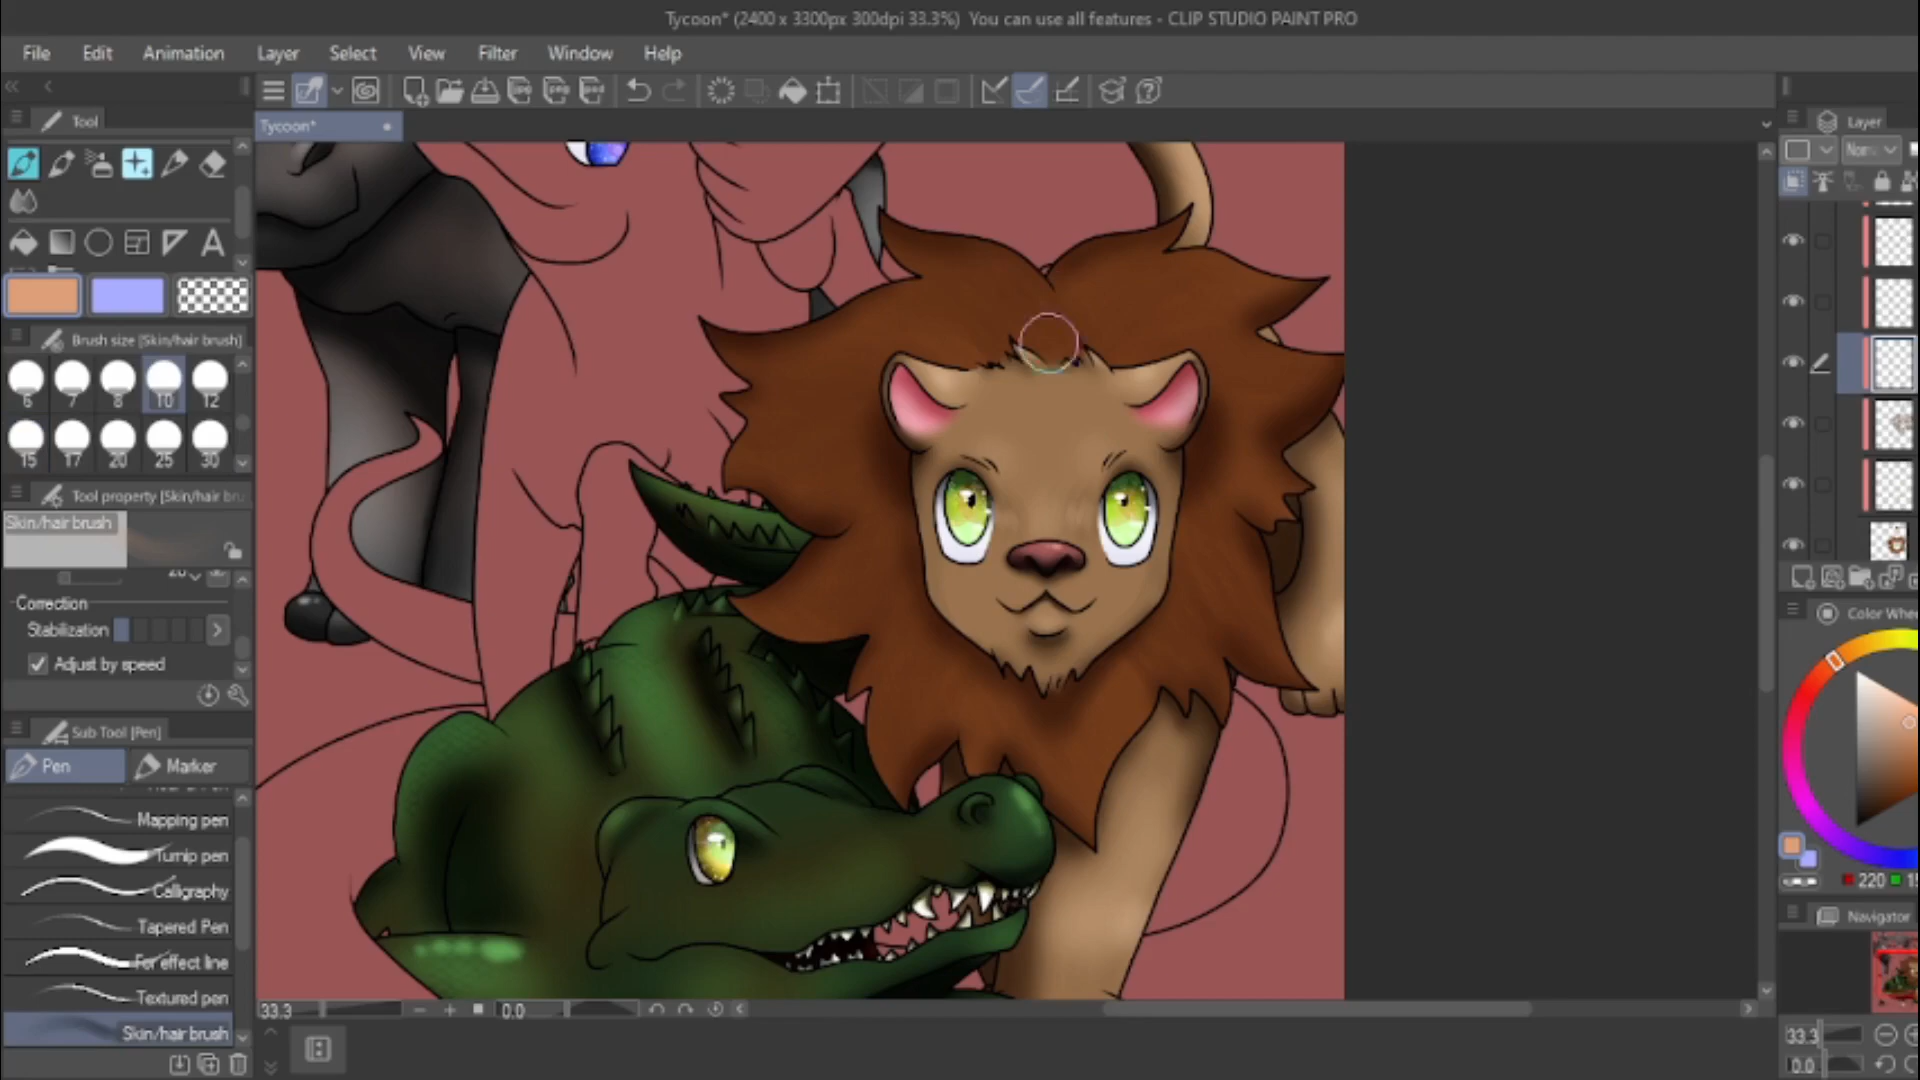 Tycoon* (2400 x 3300px 300dpi 33.3%)  You can use all features - CLIP STUDIO PAINT PRO
File Edit Animation Layer Select View Filter Window Help
Tool
Tycoon*
Layer
A
Brush size [Skin/hair brush]
6 7 8 10 12
15 17 20 25 30
Tool property [Skin/hair bru
Skin/hair brush
Correction
Stabilization
Adjust by speed
Sub Tool [Pen]
Pen Marker
Mapping pen
Turnip pen
Calligraphy
Tapered Pen
For effect line
Textured pen
Skin/hair brush
33.3 0.0
Color Whe
220
Navigator
33.3
0.0